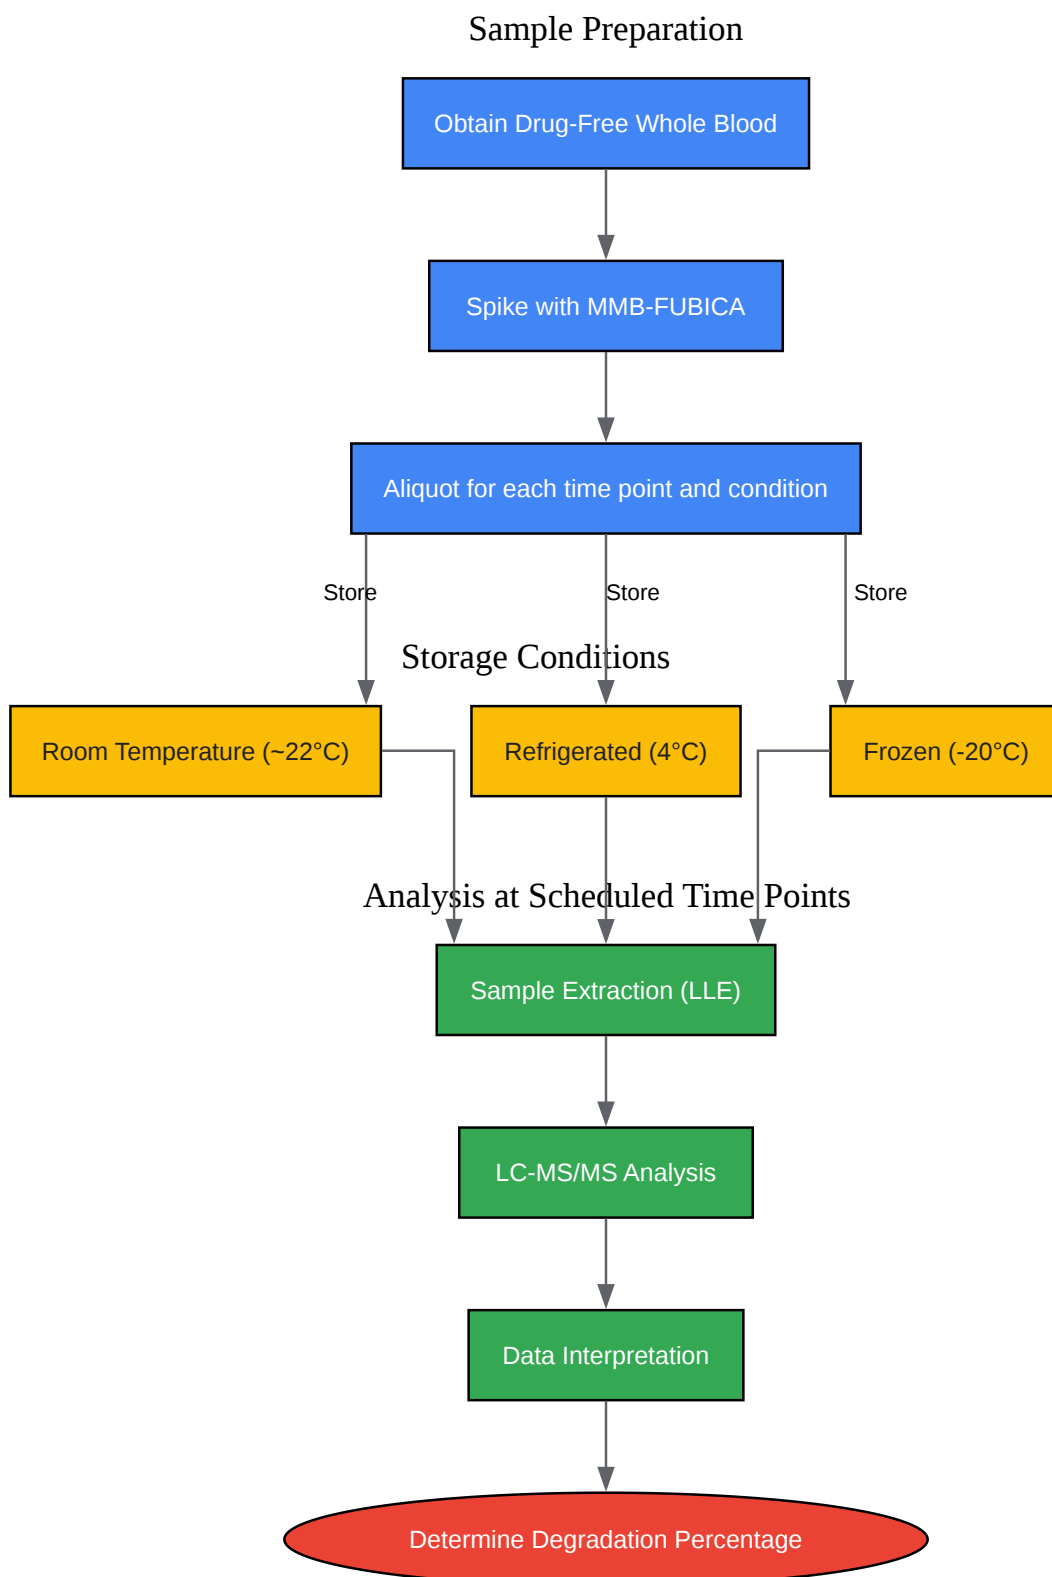 Sample Preparation
Obtain Drug-Free Whole Blood
Spike with MMB-FUBICA
Aliquot for each time point and condition
Store
Store
Store
Storage Conditions
Room Temperature (~22°C)
Refrigerated (4°C)
Frozen (-20°C)
Analysis at Scheduled Time Points
Sample Extraction (LLE)
LC-MS/MS Analysis
Data Interpretation
Determine Degradation Percentage